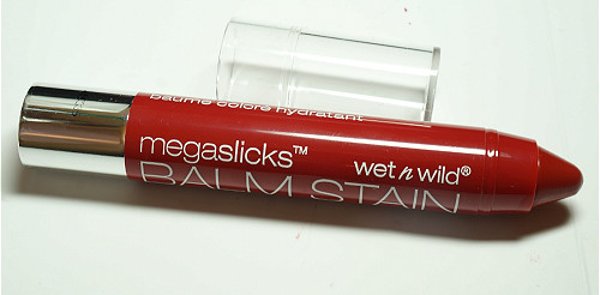 baume coloré hydratant
megaslicks™
wet n wild®
BALM STAIN